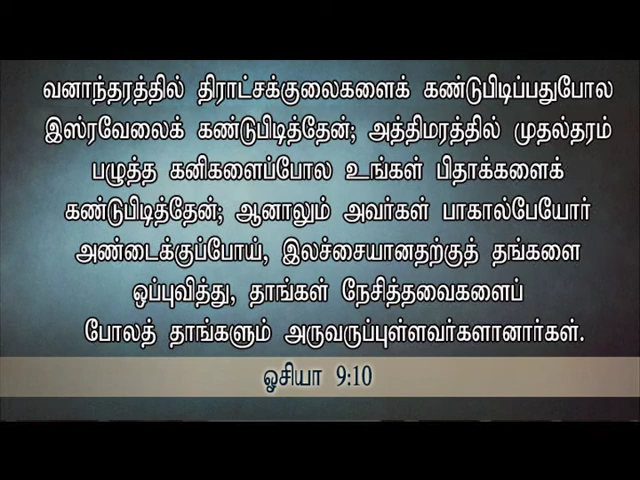 வனாந்தரத்தில் திராட்சக்குலைகளைக் கண்டுபிடிப்பதுபோல
இஸ்ரவேலைக் கண்டுபிடித்தேன்; அத்திமரத்தில் முதல்தரம்
பழுத்த கனிகளைப்போல உங்கள் பிதாக்களைக்
கண்டுபிடித்தேன்; ஆனாலும் அவர்கள் பாகால்பேயோர்
அண்டைக்குப்போய், இலச்சையானதற்குத் தங்களை
ஒப்புவித்து, தாங்கள் நேசித்தவைகளைப்
போலத் தாங்களும் அருவருப்புள்ளவர்களானார்கள்.
ஓசியா 9:10